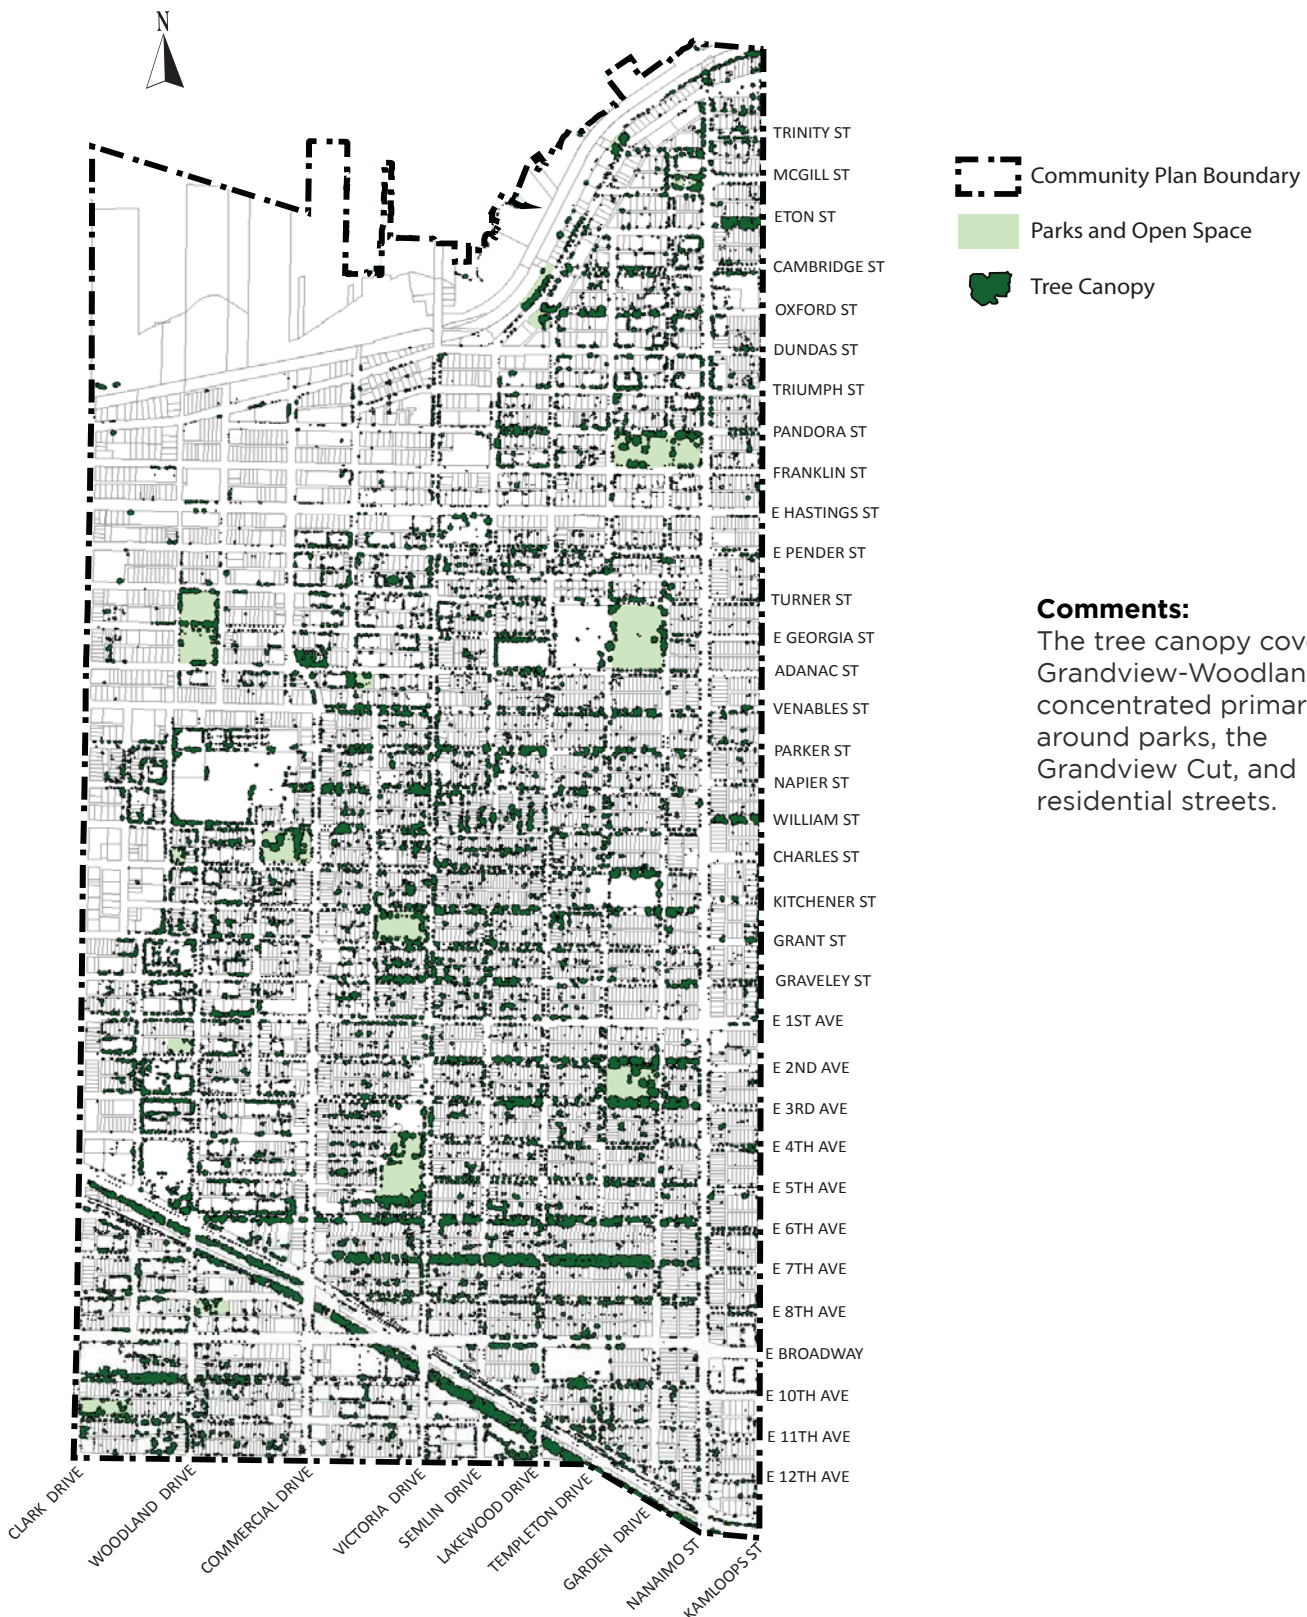 N
TRINITY ST
MCGILL ST
ETON ST
CAMBRIDGE ST
OXFORD ST
DUNDAS ST
TRIUMPH ST
PANDORA ST
FRANKLIN ST
E HASTINGS ST
E PENDER ST
TURNER ST
E GEORGIA ST
ADANAC ST
VENABLES ST
PARKER ST
NAPIER ST
WILLIAM ST
CHARLES ST
KITCHENER ST
GRANT ST
GRAVELEY ST
E 1ST AVE
E 2ND AVE
E 3RD AVE
E 4TH AVE
E 5TH AVE
E 6TH AVE
E 7TH AVE
E 8TH AVE
E BROADWAY
E 10TH AVE
E 11TH AVE
E 12TH AVE
CLARK DRIVE
WOODLAND DRIVE
COMMERCIAL DRIVE
VICTORIA DRIVE
SEMLIN DRIVE
LAKEWOOD DRIVE
TEMPLETON DRIVE
GARDEN DRIVE
NANAIMO ST
KAMLOOPS ST
Community Plan Boundary
Parks and Open Space
Tree Canopy
Comments:
The tree canopy cov
Grandview-Woodlan
concentrated primar
around parks, the
Grandview Cut, and
residential streets.